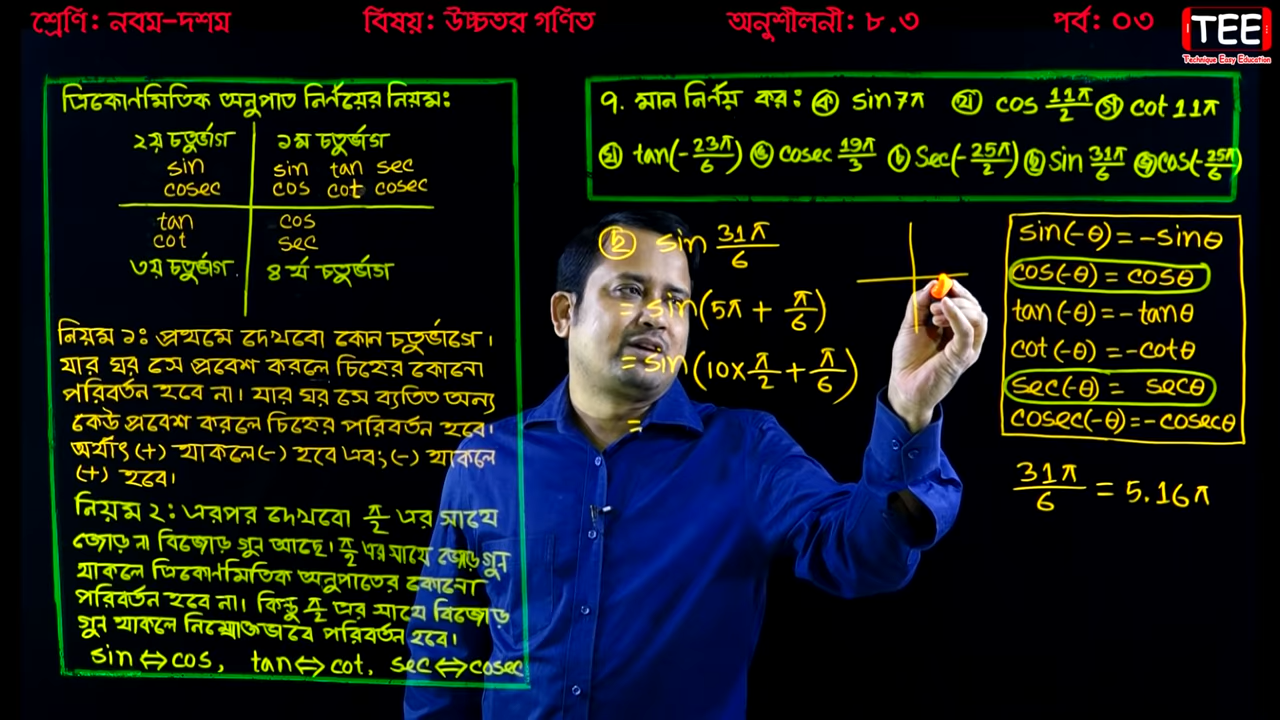 শ্রেণি: নবম-দশম বিষয়: উচ্চতর গণিত অনুশীলনী: ৮.৩ পর্ব: ০৩
TEE
Technique Easy Education
ত্রিকোণমিতিক অনুপাত নির্ণয়ের নিয়ম:
২য় চতুর্ভাগ ১ম চতুর্ভাগ
sin sin tan sec
cosec cos cot cosec
tan cos
cot sec
৩য় চতুর্ভাগ. ৪র্থ চতুর্ভাগ
নিয়ম ১: প্রথমে দেখবো কোন চতুর্ভাগে।
যার ঘর সে প্রবেশ করলে চিহ্নের কোনো
পরিবর্তন হবে না। যার ঘর সে ব্যতিত অন্য
কেউ প্রবেশ করলে চিহ্নের পরিবর্তন হবে।
অর্থাৎ (+) থাকলে (-) হবে এবং (-) থাকলে
(+) হবে।
নিয়ম ২: এরপর দেখবো π/2 এর সাথে
জোড় না বিজোড় গুন আছে। π/2 এর সাথে জোড় গুন
থাকলে ত্রিকোণমিতিক অনুপাতের কোনো
পরিবর্তন হবে না। কিন্তু π/2 এর সাথে বিজোড়
গুন থাকলে নিম্নোক্তভাবে পরিবর্তন হবে।
sin⇔cos, tan⇔cot, sec⇔cosec
৭. মান নির্ণয় কর: ক sin7π খ cos 11π/2 গ cot 11π
ঘ tan(-23π/6) ঙ cosec 19π/3 চ sec(-25π/2) ছ sin 31π/6 জ cos(-25π/6)
চ sin 31π/6
= sin(5π + π/6)
= sin(10×π/2 + π/6)
=
sin(-θ) = -sinθ
cos(-θ) = cosθ
tan(-θ) = -tanθ
cot(-θ) = -cotθ
sec(-θ) = secθ
cosec(-θ) = -cosecθ
31π/6 = 5.16π